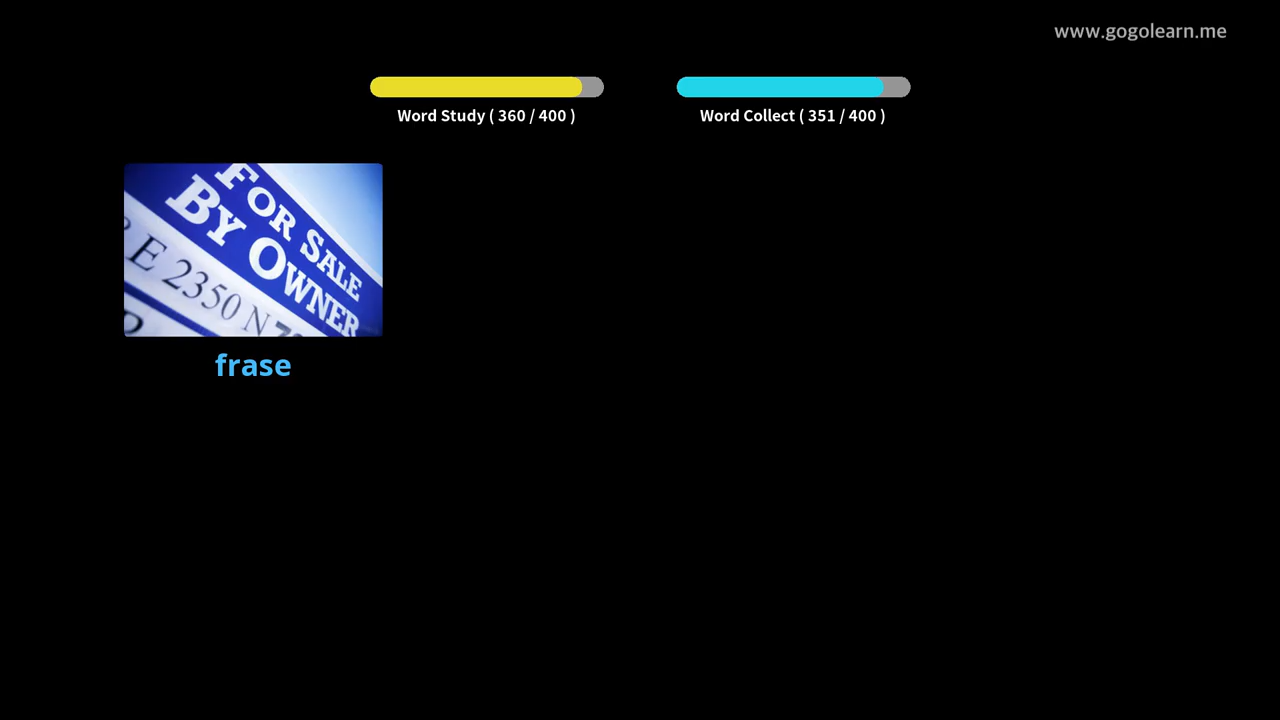 www.gogolearn.me
Word Study ( 360 / 400 )
Word Collect ( 351 / 400 )
FOR SALE
BY OWNER
E 2350 N
frase